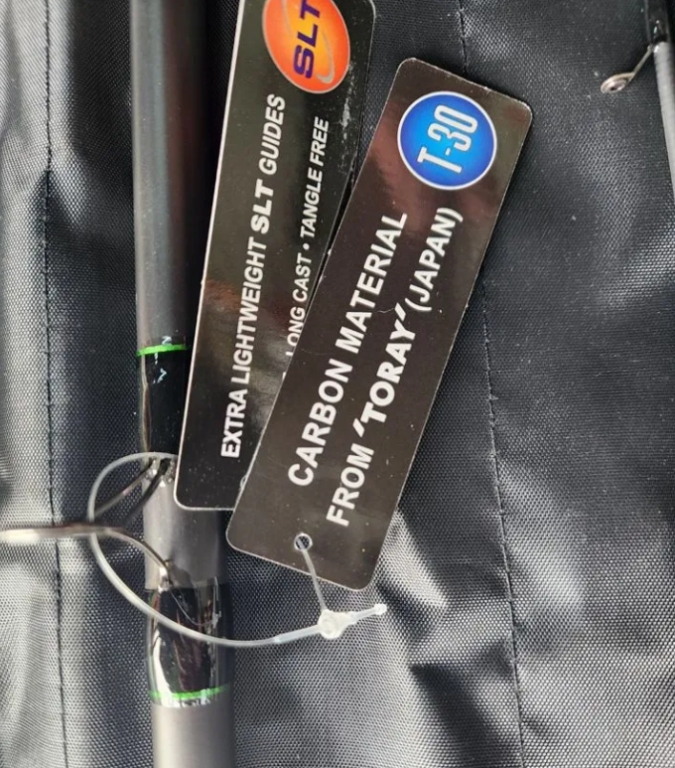 SLT
EXTRA LIGHTWEIGHT SLT GUIDES
LONG CAST • TANGLE FREE
T-30
CARBON MATERIAL
FROM ‘TORAY’ (JAPAN)